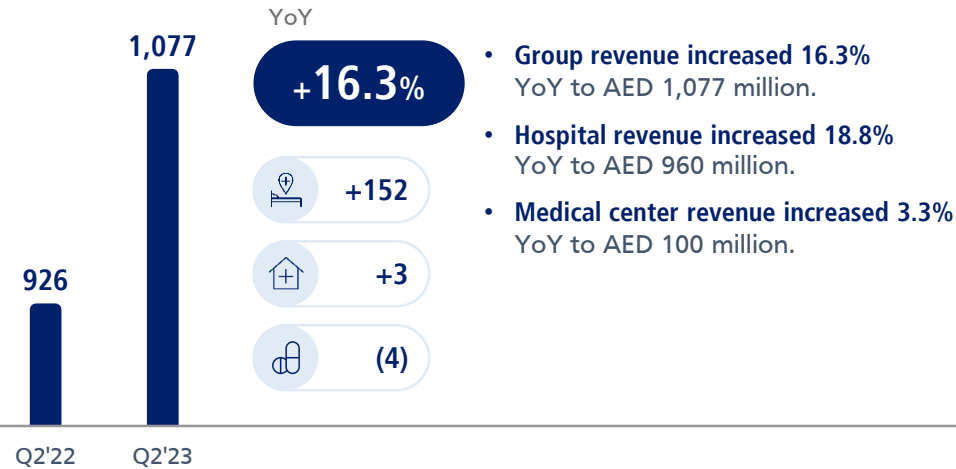 YoY
1,077
+16.3%
+152
+3
(4)
926
Q2'22
Q2'23
• Group revenue increased 16.3%
YoY to AED 1,077 million.
• Hospital revenue increased 18.8%
YoY to AED 960 million.
• Medical center revenue increased 3.3%
YoY to AED 100 million.